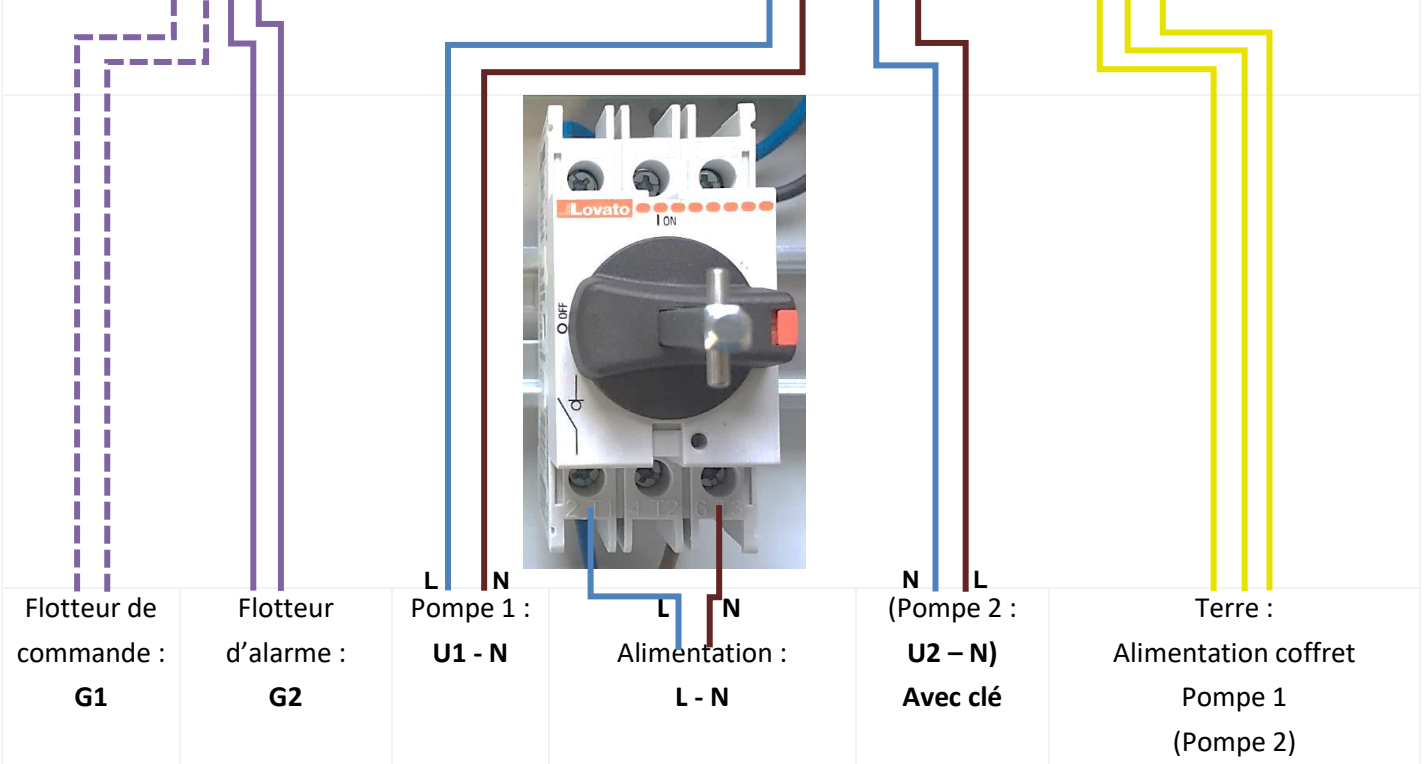 Lovato
I ON
O OFF
2 T1 4 T2 6 T3
L N
N L
L N
Flotteur de
commande :
G1
Flotteur
d’alarme :
G2
Pompe 1 :
U1 - N
Alimentation :
L - N
(Pompe 2 :
U2 – N)
Avec clé
Terre :
Alimentation coffret
Pompe 1
(Pompe 2)